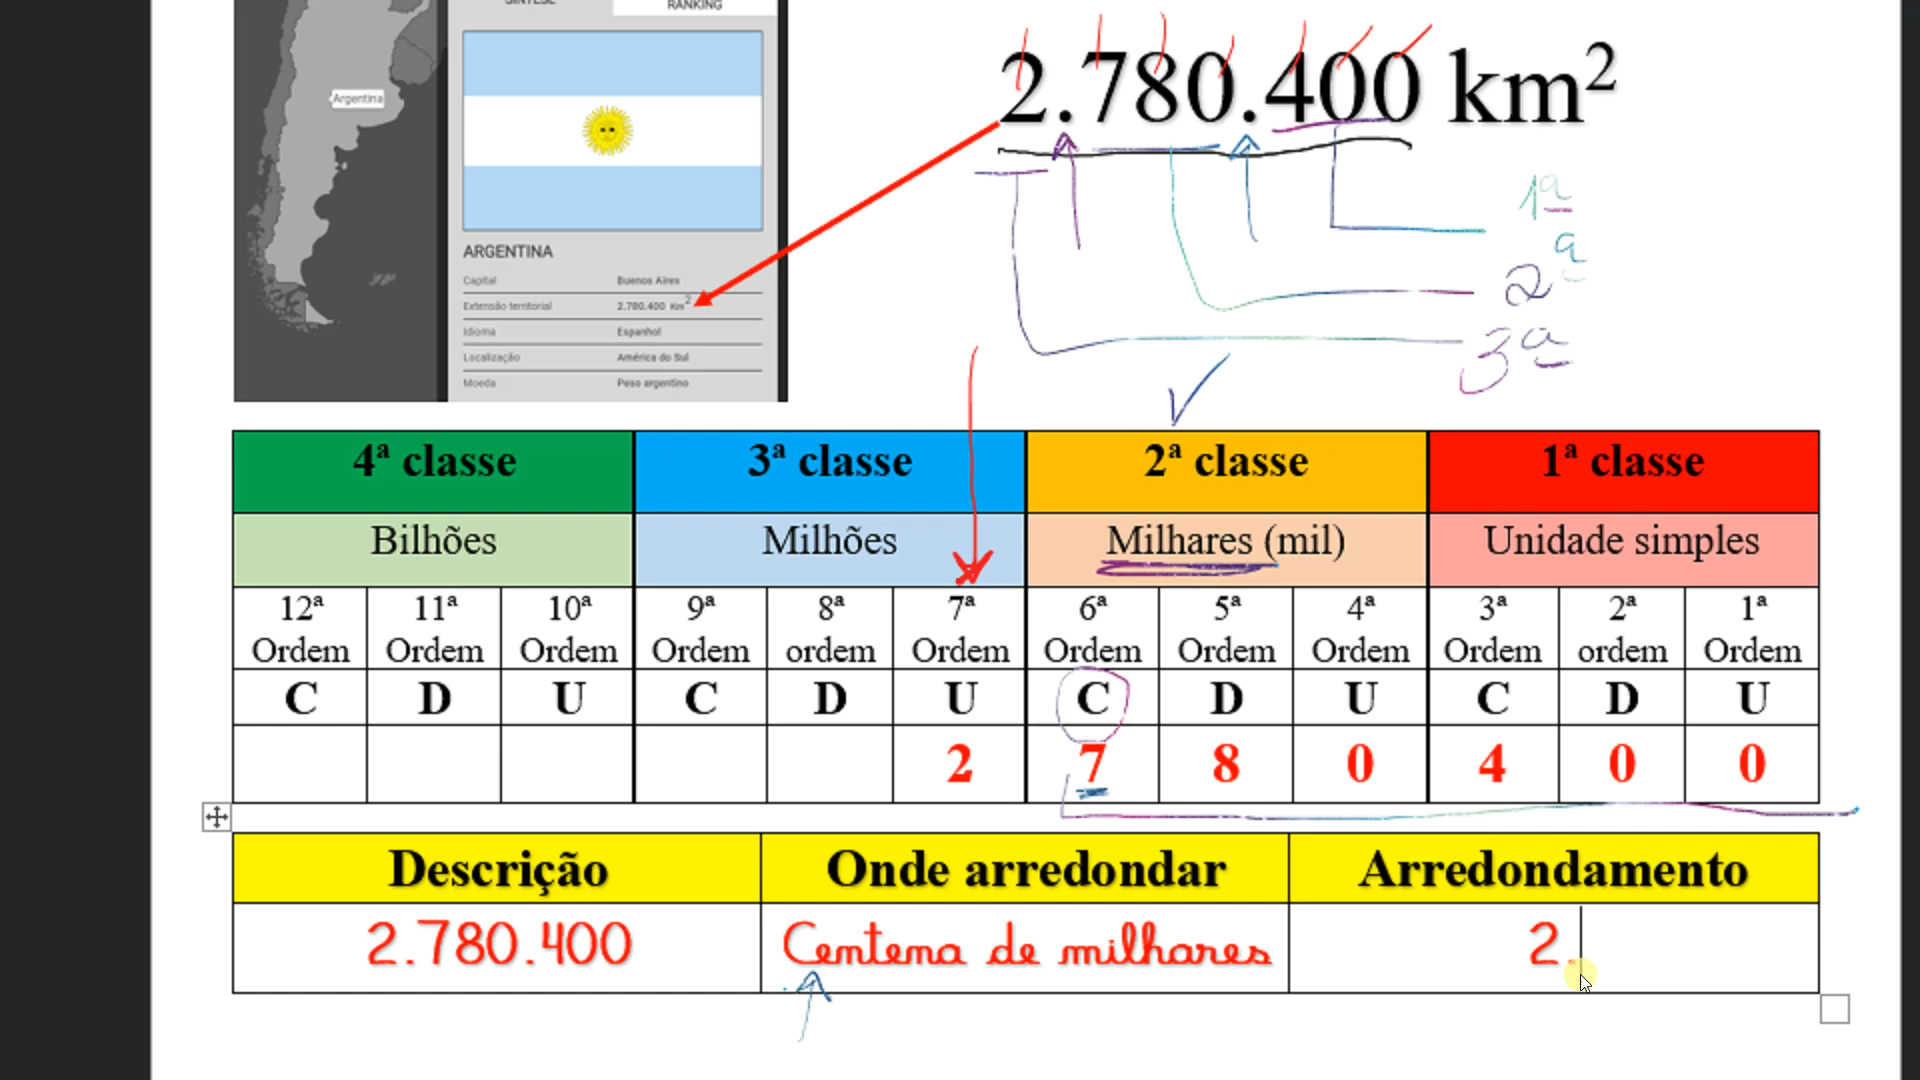 SÍNTESE
RANKING
Argentina
ARGENTINA
Capital Buenos Aires
Extensão territorial 2.780.400 Km2
Idioma Espanhol
Localização América do Sul
Moeda Peso argentino
2.780.400 km²
1ª
2ª
3ª
4ª classe 3ª classe 2ª classe 1ª classe
Bilhões Milhões Milhares (mil) Unidade simples
12ª 11ª 10ª 9ª 8ª 7ª 6ª 5ª 4ª 3ª 2ª 1ª
Ordem Ordem Ordem Ordem ordem Ordem Ordem Ordem Ordem Ordem ordem Ordem
C D U C D U C D U C D U
2 7 8 0 4 0 0
Descrição Onde arredondar Arredondamento
2.780.400 Centena de milhares 2.